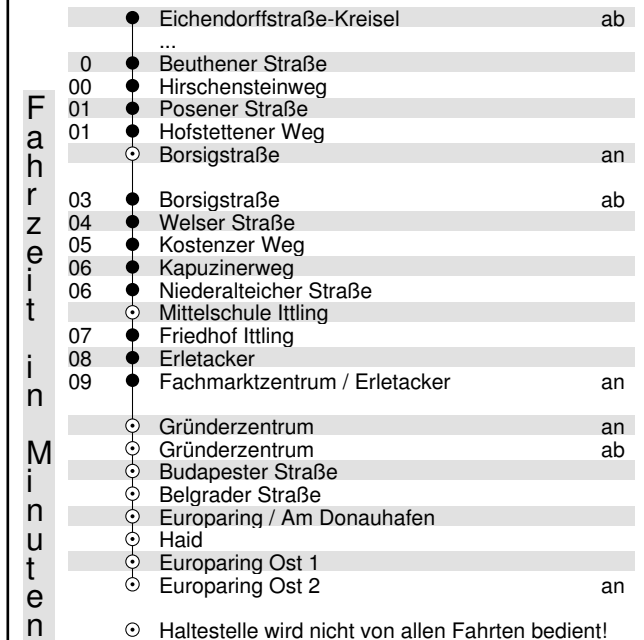 Eichendorffstraße-Kreisel ab
...
0 Beuthener Straße
00 Hirschensteinweg
01 Posener Straße
01 Hofstettener Weg
Borsigstraße an
03 Borsigstraße ab
04 Welser Straße
05 Kostenzer Weg
06 Kapuzinerweg
06 Niederalteicher Straße
Mittelschule Ittling
07 Friedhof Ittling
08 Erletacker
09 Fachmarktzentrum / Erletacker an
Gründerzentrum an
Gründerzentrum ab
Budapester Straße
Belgrader Straße
Europaring / Am Donauhafen
Haid
Europaring Ost 1
Europaring Ost 2 an
Haltestelle wird nicht von allen Fahrten bedient!
Fahrzeit in Minuten